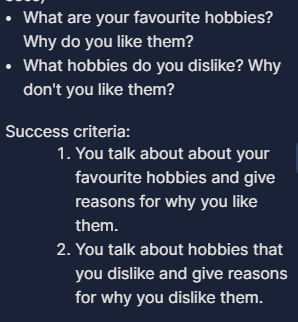 • What are your favourite hobbies?
Why do you like them?
• What hobbies do you dislike? Why
don't you like them?
Success criteria:
1. You talk about about your
favourite hobbies and give
reasons for why you like
them.
2. You talk about hobbies that
you dislike and give reasons
for why you dislike them.